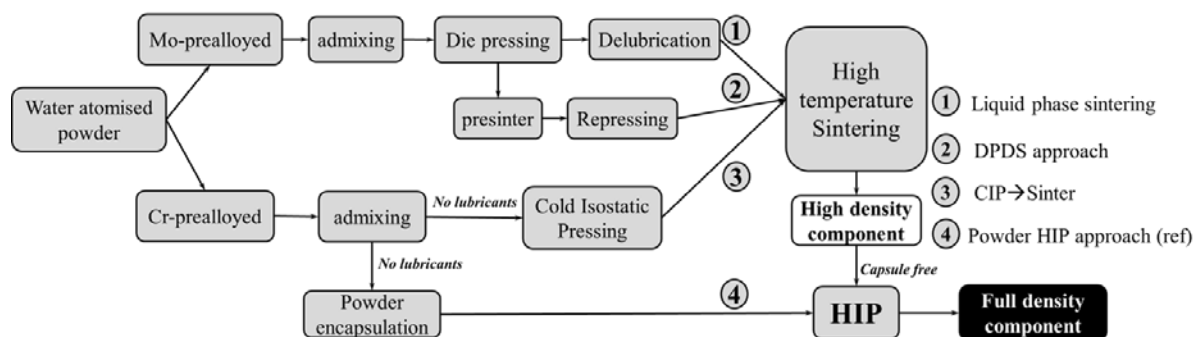 Mo-prealloyed
admixing
Die pressing
Delubrication
1
High
temperature
Sintering
Water atomised
powder
presinter
Repressing
2
1 Liquid phase sintering
2 DPDS approach
3 CIP→Sinter
4 Powder HIP approach (ref)
Cr-prealloyed
admixing
No lubricants
Cold Isostatic
Pressing
3
High density
component
No lubricants
Capsule free
Powder
encapsulation
4
HIP
Full density
component